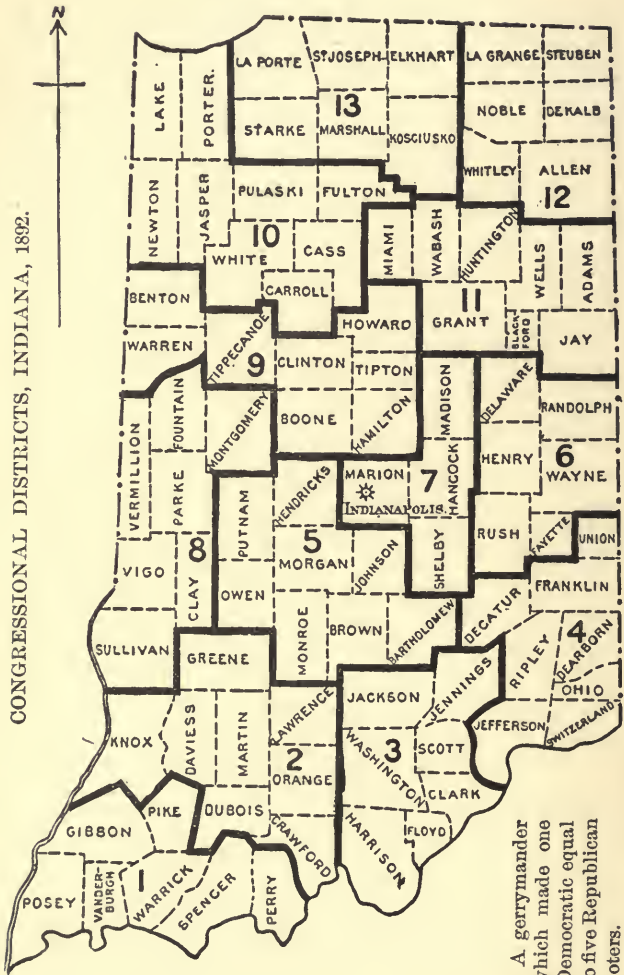 N
CONGRESSIONAL DISTRICTS, INDIANA, 1892.
LAKE
PORTER.
LA PORTE
ST JOSEPH
ELKHART
LA GRANGE
STEUBEN
STARKE
13
MARSHALL
KOSCIUSKO
NOBLE
DE KALB
WHITLEY
ALLEN
12
NEWTON
JASPER
PULASKI
FULTON
10
WHITE
CASS
CARROLL
MIAMI
WABASH
HUNTINGTON
WELLS
ADAMS
11
GRANT
BLACKFORD
JAY
BENTON
WARREN
TIPPECANOE
9
CLINTON
HOWARD
TIPTON
BOONE
HAMILTON
MADISON
DELAWARE
RANDOLPH
VERMILLION
FOUNTAIN
MONTGOMERY
PARKE
PUTNAM
HENDRICKS
MARION
INDIANAPOLIS.
7
HANCOCK
HENRY
6
WAYNE
VIGO
8
CLAY
OWEN
5
MORGAN
JOHNSON
SHELBY
RUSH
FAYETTE
UNION
SULLIVAN
GREENE
MONROE
BROWN
BARTHOLOMEW
DECATUR
FRANKLIN
RIPLEY
4
DEARBORN
OHIO
SWITZERLAND
JEFFERSON
JENNINGS
JACKSON
KNOX
DAVIESS
MARTIN
LAWRENCE
2
ORANGE
WASHINGTON
3
SCOTT
CLARK
FLOYD
HARRISON
GIBBON
PIKE
DUBOIS
CRAWFORD
POSEY
VANDERBURGH
1
WARRICK
SPENCER
PERRY
A gerrymander
which made one
Democratic equal
o five Republican
oters.